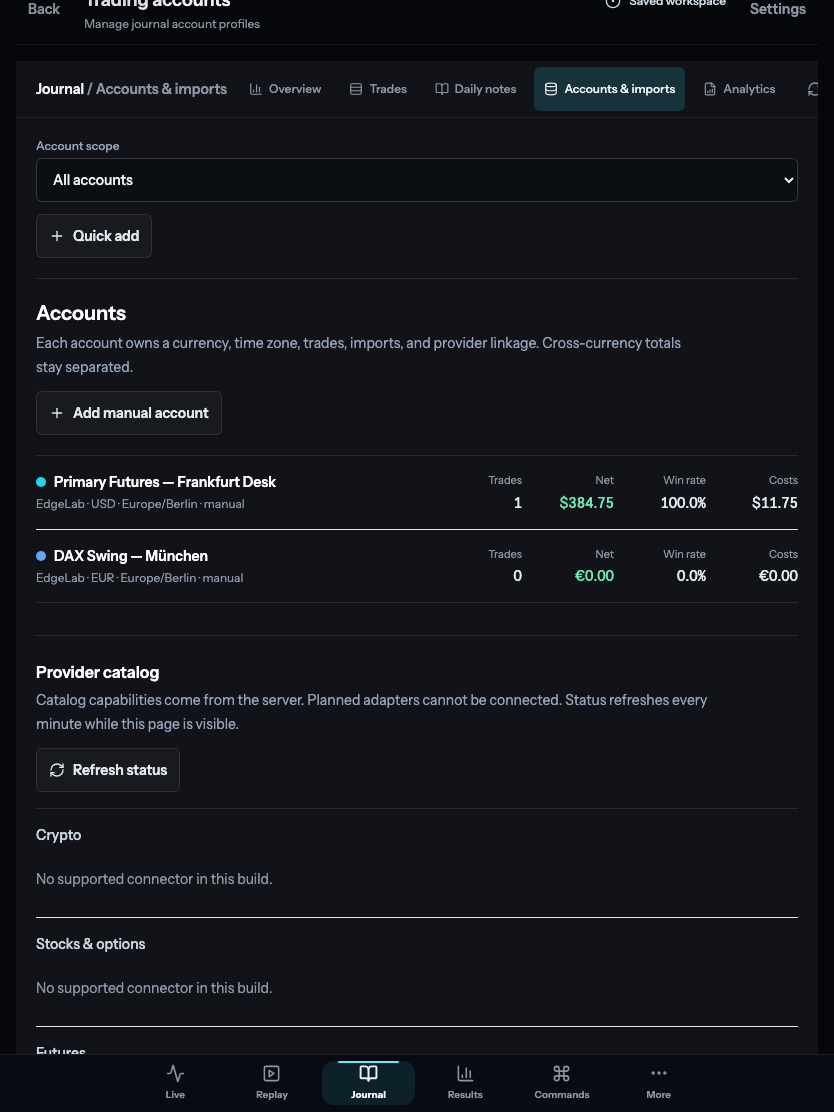 Back
Trading accounts
Saved workspace
Settings
Manage journal account profiles
Journal / Accounts & imports
Overview
Trades
Daily notes
Accounts & imports
Analytics
Account scope
All accounts
Quick add
Accounts
Each account owns a currency, time zone, trades, imports, and provider linkage. Cross-currency totals
stay separated.
Add manual account
Primary Futures — Frankfurt Desk
EdgeLab · USD · Europe/Berlin · manual
Trades
1
Net
$384.75
Win rate
100.0%
Costs
$11.75
DAX Swing — München
EdgeLab · EUR · Europe/Berlin · manual
Trades
0
Net
€0.00
Win rate
0.0%
Costs
€0.00
Provider catalog
Catalog capabilities come from the server. Planned adapters cannot be connected. Status refreshes every
minute while this page is visible.
Refresh status
Crypto
No supported connector in this build.
Stocks & options
No supported connector in this build.
Futures
Live
Replay
Journal
Results
Commands
More